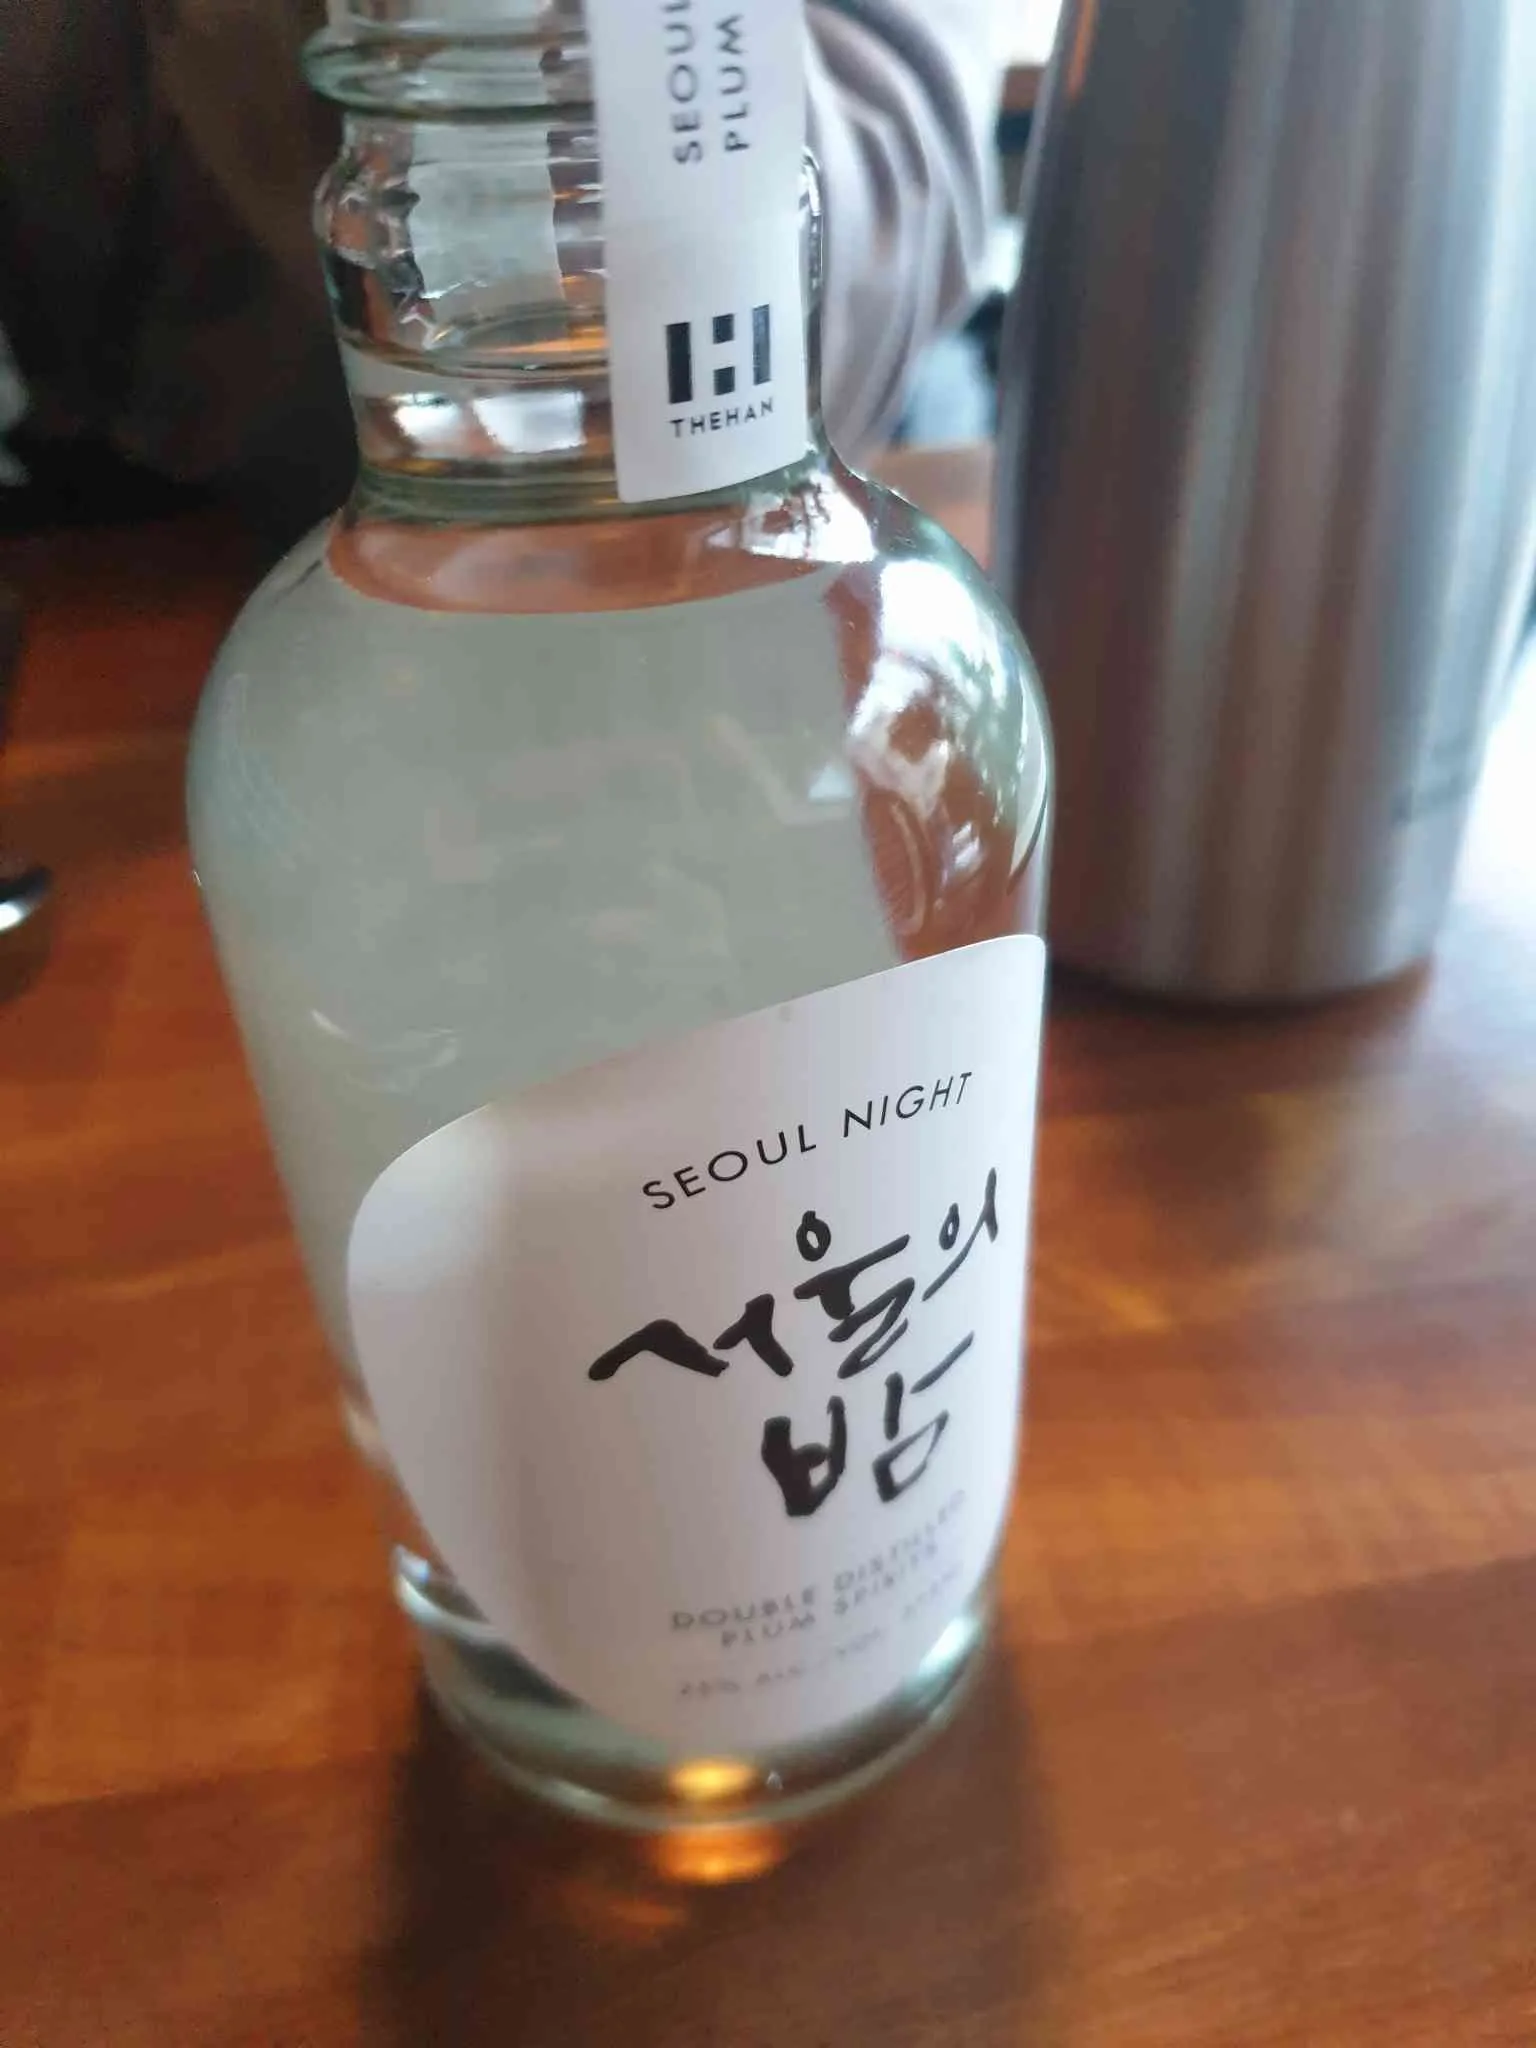 SEOUL
PLUM
THEHAN
SEOUL NIGHT
서울의
밤
DOUBLE DISTILLED
PLUM SPIRITS